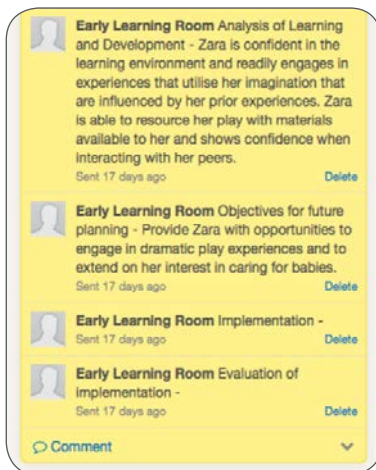 Early Learning Room Analysis of Learning
and Development - Zara is confident in the
learning environment and readily engages in
experiences that utilise her imagination that
are influenced by her prior experiences. Zara
is able to resource her play with materials
available to her and shows confidence when
interacting with her peers.
Sent 17 days ago Delete
Early Learning Room Objectives for future
planning - Provide Zara with opportunities to
engage in dramatic play experiences and to
extend on her interest in caring for babies.
Sent 17 days ago Delete
Early Learning Room Implementation -
Sent 17 days ago Delete
Early Learning Room Evaluation of
implementation -
Sent 17 days ago Delete
Comment